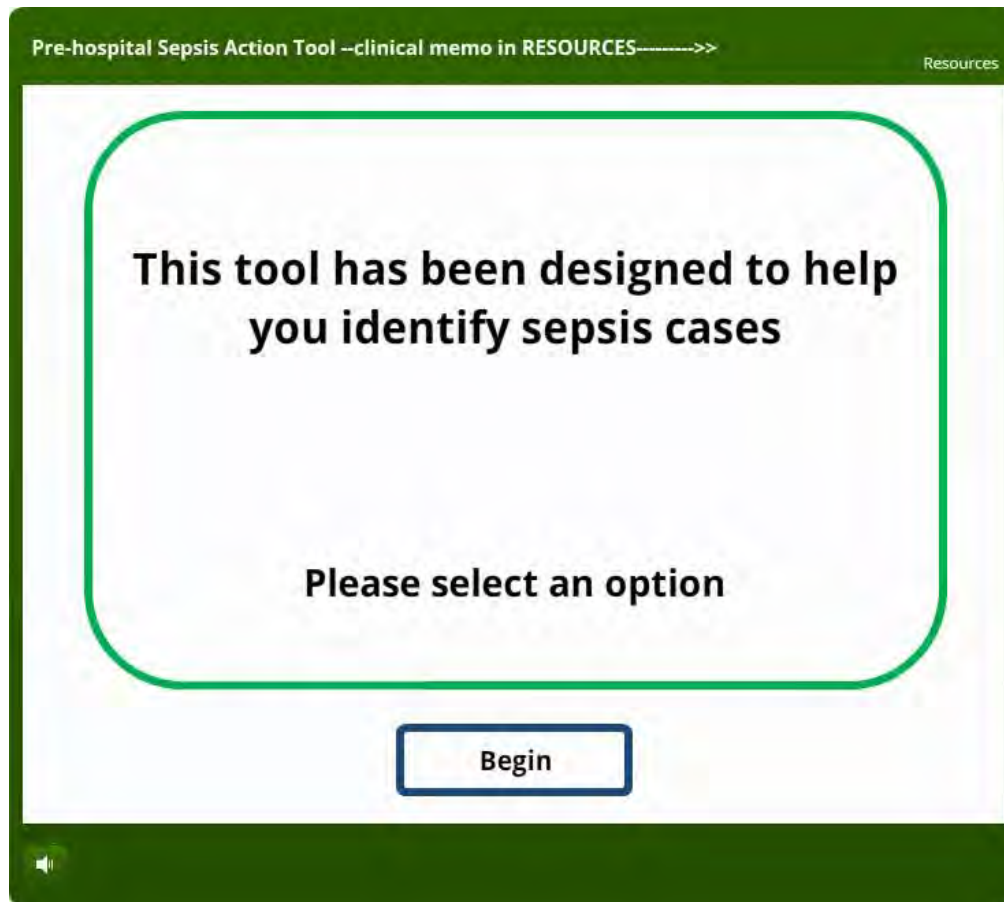 Pre-hospital Sepsis Action Tool --clinical memo in RESOURCES--------->>
Resources
This tool has been designed to help
you identify sepsis cases
Please select an option
Begin